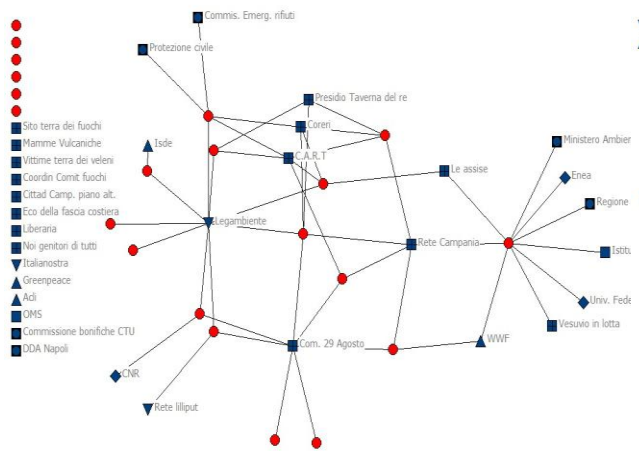 Commis. Emerg. rifiuti
Protezione civile
Presidio Taverna del re
Coreri
Sito terra dei fuochi
Mamme Vulcaniche
Isde
C.A.R.T
Ministero Ambier
Vittime terra dei veleni
Le assise
Enea
Coordin Comit fuochi
Cittad Camp. piano alt.
Regione
Eco della fascia costiera
Legambiente
Liberaria
Noi genitori di tutti
Rete Campania
Istitu
Italianostra
Greenpeace
Acli
Univ. Fede
OMS
Vesuvio in lotta
Commissione bonifiche CTU
Com. 29 Agosto
WWF
DDA Napoli
CNR
Rete lilliput